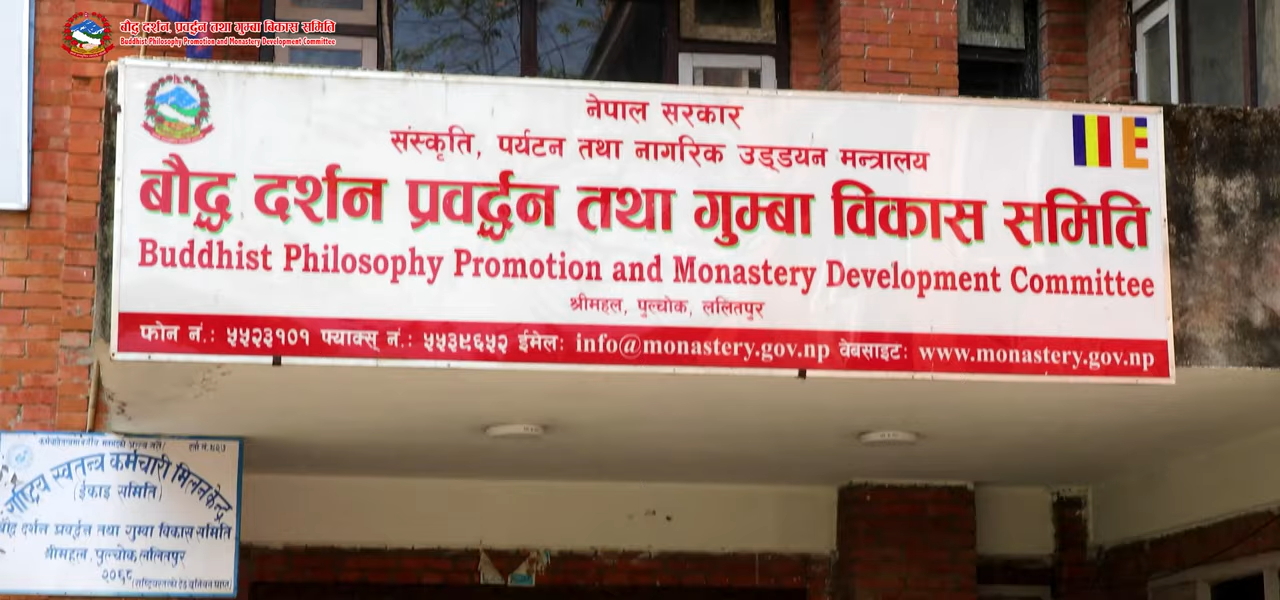 बौद्ध दर्शन, प्रवर्द्धन तथा गुम्बा विकास समिति
Buddhist Philosophy Promotion and Monastery Development Committee
नेपाल सरकार
संस्कृति, पर्यटन तथा नागरिक उड्डयन मन्त्रालय
बौद्ध दर्शन प्रवर्द्धन तथा गुम्बा विकास समिति
Buddhist Philosophy Promotion and Monastery Development Committee
श्रीमहल, पुल्चोक, ललितपुर
फोन नं.: ५५२३१०१ फ्याक्स् नं.: ५५३९६५२ ईमेल: info@monastery.gov.np वेबसाइट: www.monastery.gov.np
राष्ट्रिय स्वतन्त्र कर्मचारी मिलनकेन्द्र
(ईकाइ समिति)
बौद्ध दर्शन प्रवर्द्धन तथा गुम्बा विकास समिति
श्रीमहल, पुल्चोक, ललितपुर
२०६८